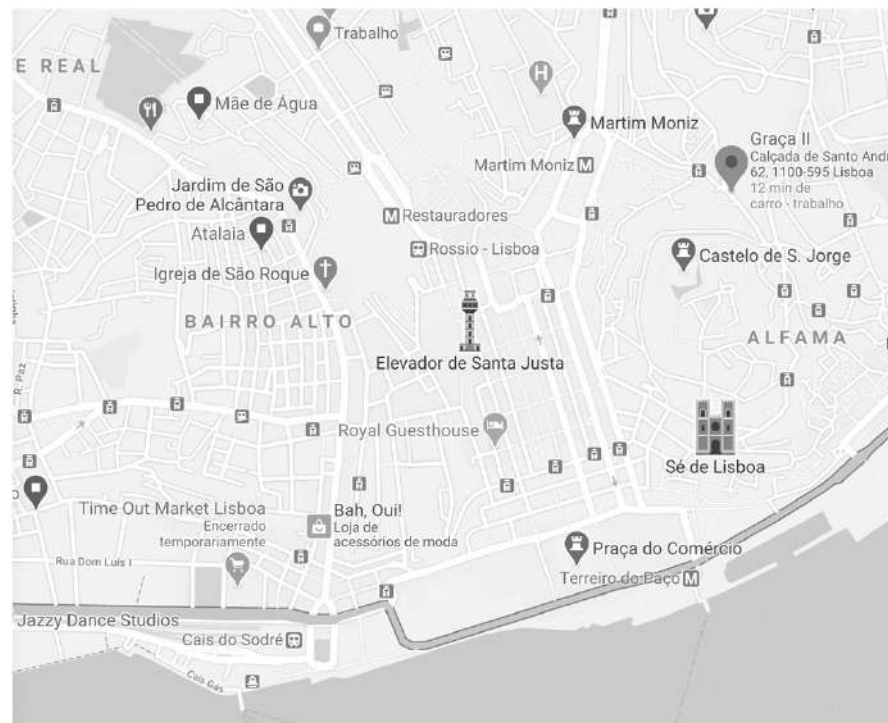 Trabalho
E REAL
Mãe de Água
H
Martim Moniz
Graça II
Calçada de Santo Andr
62, 1100-595 Lisboa
12 min de
carro - trabalho
Martim Moniz M
Jardim de São
Pedro de Alcântara
M Restauradores
Atalaia
Rossio - Lisboa
Castelo de S. Jorge
Igreja de São Roque
BAIRRO ALTO
ALFAMA
Elevador de Santa Justa
R. Paz
Royal Guesthouse
Sé de Lisboa
O
Time Out Market Lisboa
Encerrado
temporariamente
Bah, Oui!
Loja de
acessórios de moda
Praça do Comércio
Rua Dom Luís I
Terreiro do Paço M
Jazzy Dance Studios
Cais do Sodré
Cais Gás